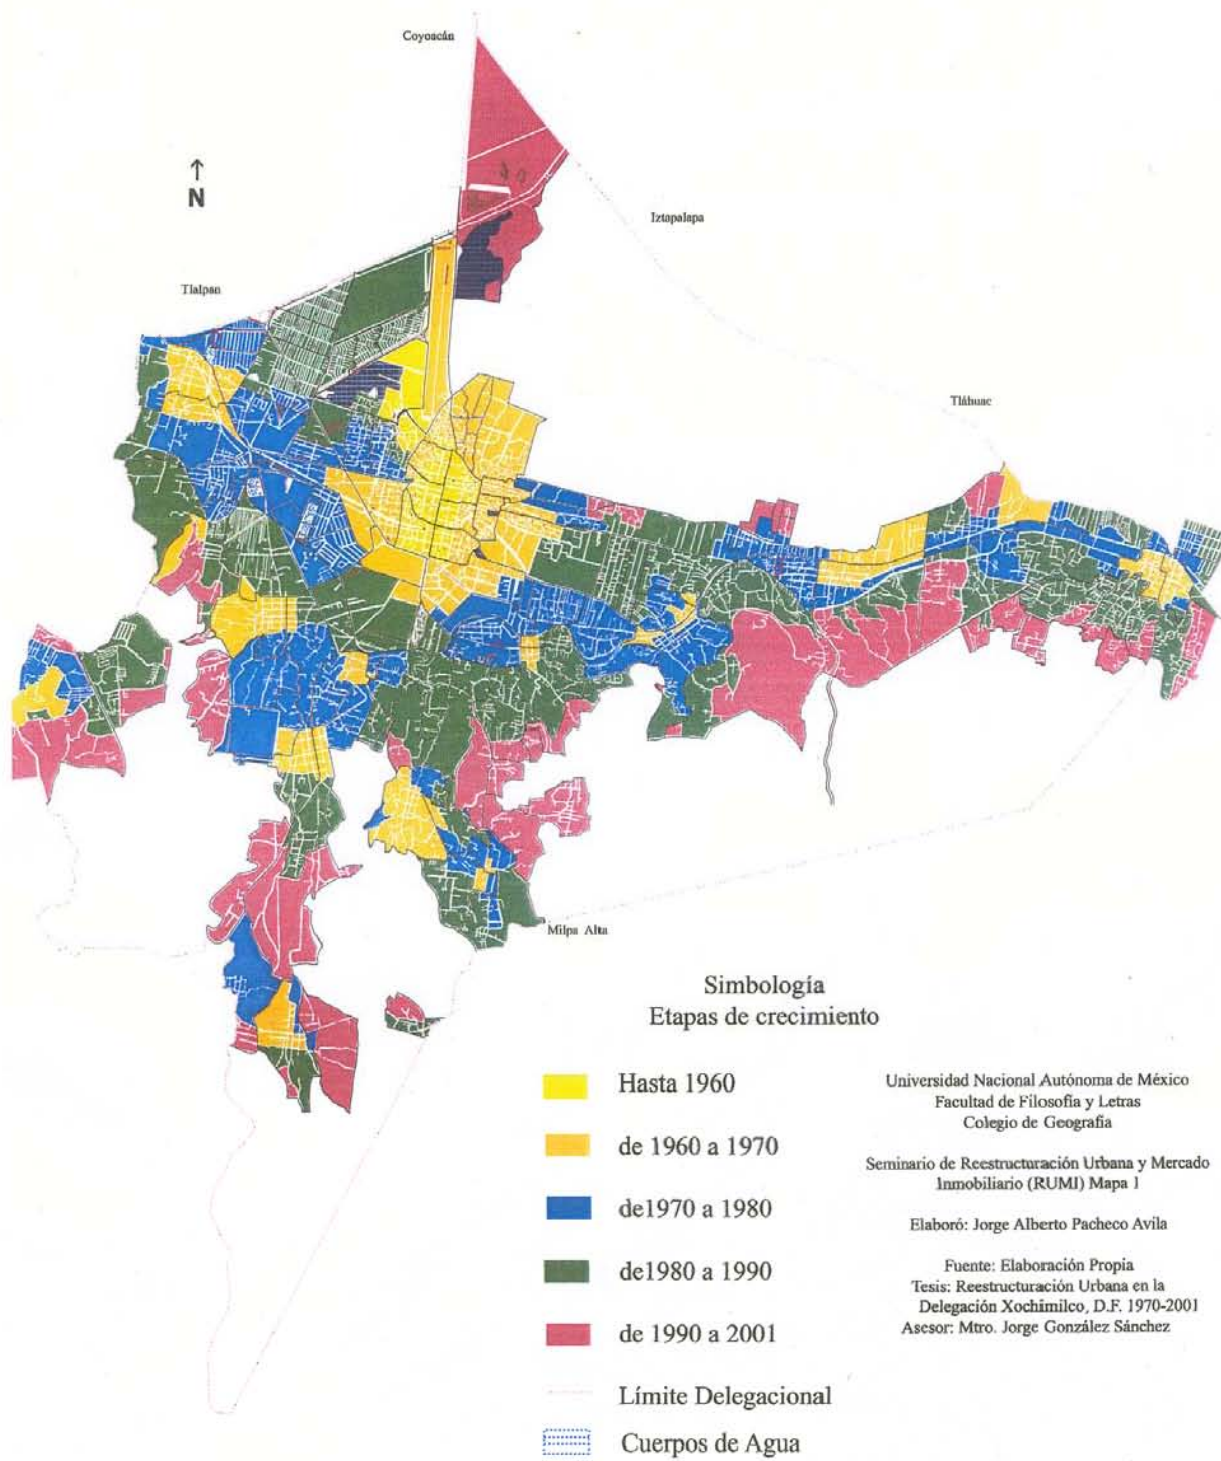 Coyoacán
N
Iztapalapa
Tlalpan
Tláhuac
Milpa Alta
Simbología
Etapas de crecimiento
Hasta 1960
de 1960 a 1970
de1970 a 1980
de1980 a 1990
de 1990 a 2001
Límite Delegacional
Cuerpos de Agua
Universidad Nacional Autónoma de México
Facultad de Filosofía y Letras
Colegio de Geografía
Seminario de Reestructuración Urbana y Mercado
Inmobiliario (RUMI) Mapa 1
Elaboró: Jorge Alberto Pacheco Avila
Fuente: Elaboración Propia
Tesis: Reestructuración Urbana en la
Delegación Xochimilco, D.F. 1970-2001
Asesor: Mtro. Jorge González Sánchez